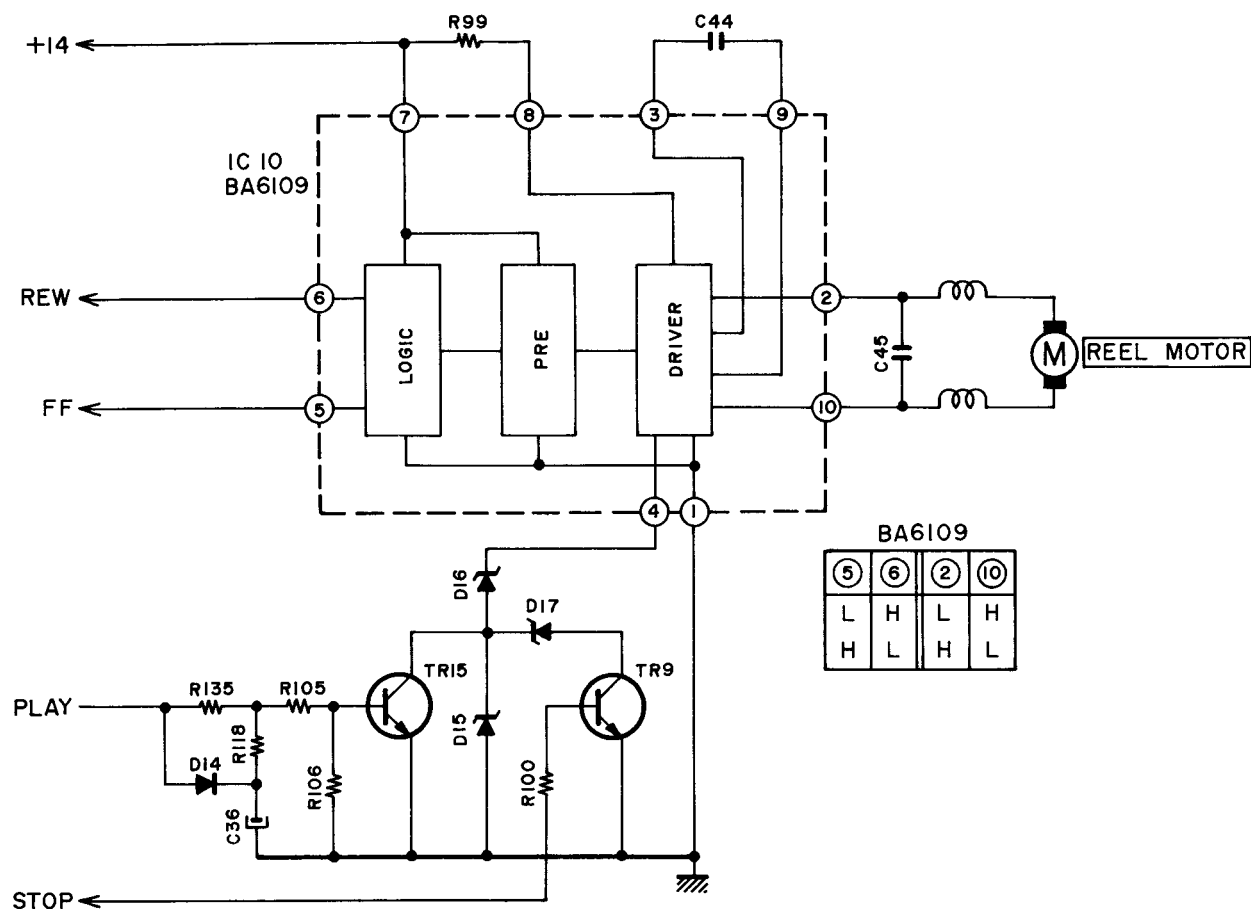 +14
R99
C44
7
8
3
9
IC 10
BA6109
REW
6
LOGIC
PRE
DRIVER
2
C45
M
REEL MOTOR
FF
5
10
4
1
BA6109
5 6 2 10
L H L H
H L H L
D16
D17
TR15
TR9
PLAY
R135
R105
R118
D14
R106
D15
R100
C36
STOP